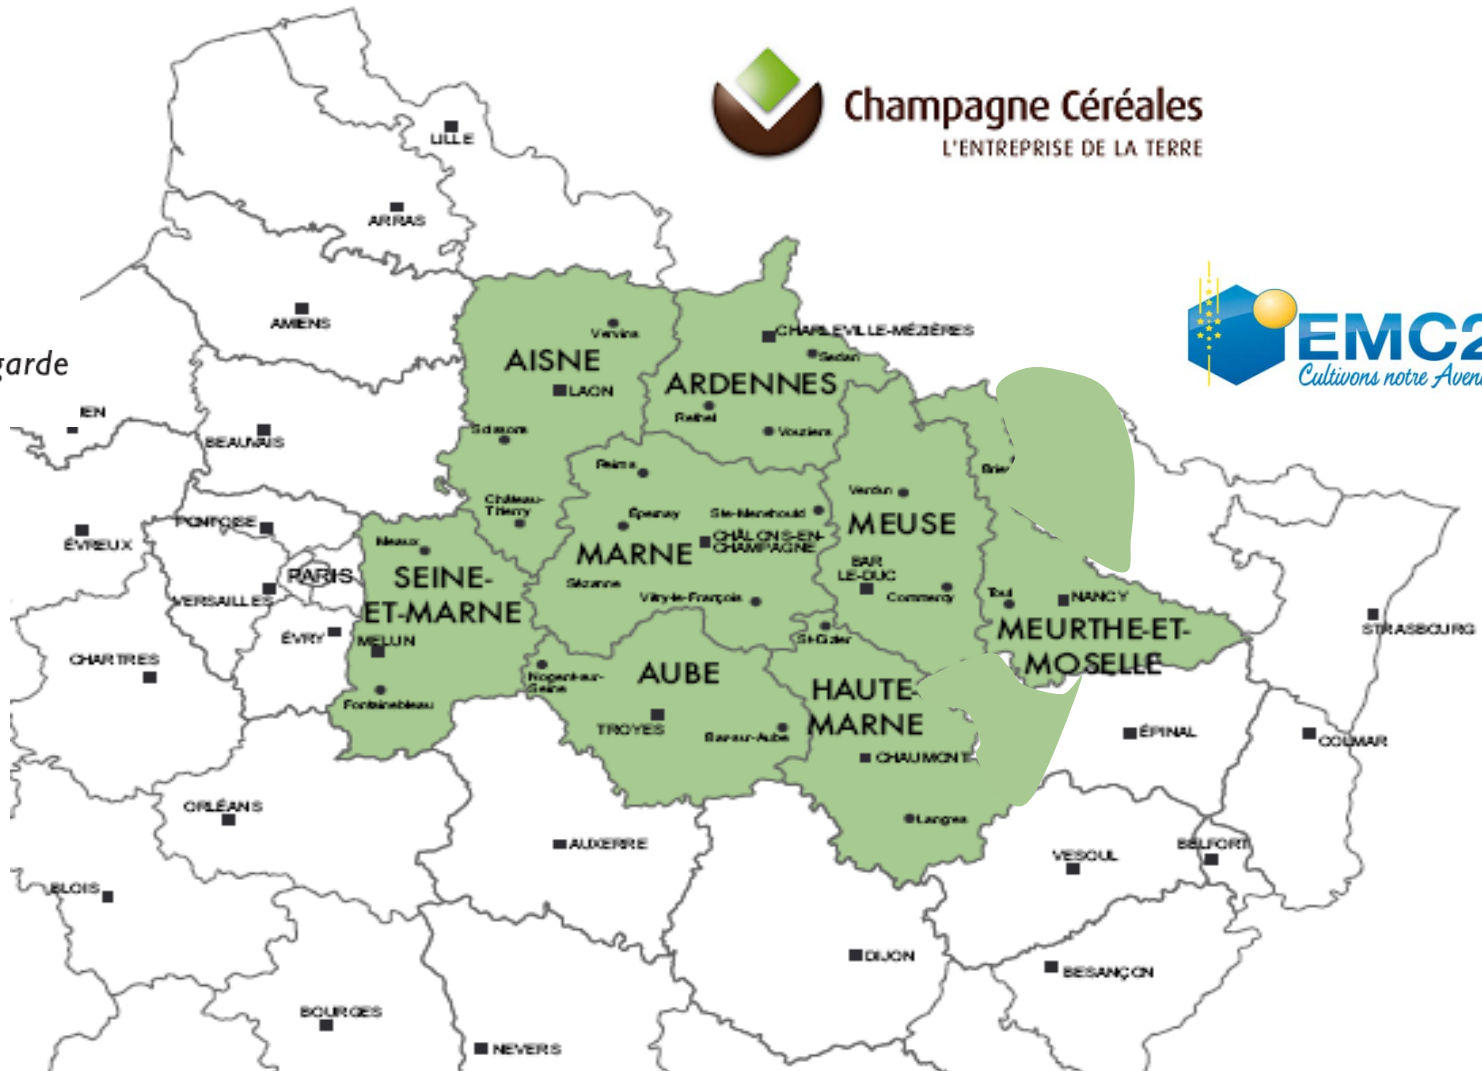 Champagne Céréales
L'ENTREPRISE DE LA TERRE
LILLE
ARRAS
AMIENS
CHARLEVILLE-MÉZIÈRES
Vervins
Sedan
EMC2
Cultivons notre
garde
AISNE
ARDENNES
LAON
Rethel
Vouziers
IEN
BEAUVAIS
Soissons
Reims
Briey
Verdun
Château-
Thierry
Épernay
Ste-Menehould
PONTOISE
MEUSE
ÉVREUX
Meaux
MARNE
CHÂLONS-EN-
CHAMPAGNE
PARIS
SEINE-
ET-MARNE
BAR
LE-DUC
Sézanne
Vitry-le-François
Commercy
Toul
NANCY
VERSAILLES
ÉVRY
MELUN
St-Dizier
MEURTHE-ET-
MOSELLE
STRASBOURG
CHARTRES
Nogent-sur-
Seine
AUBE
HAUTE-
MARNE
Fontainebleau
TROYES
Bar-sur-Aube
ÉPINAL
COLMAR
CHAUMONT
ORLÉANS
Langres
AUXERRE
VESOUL
BELFORT
BLOIS
DIJON
BESANÇON
BOURGES
NEVERS